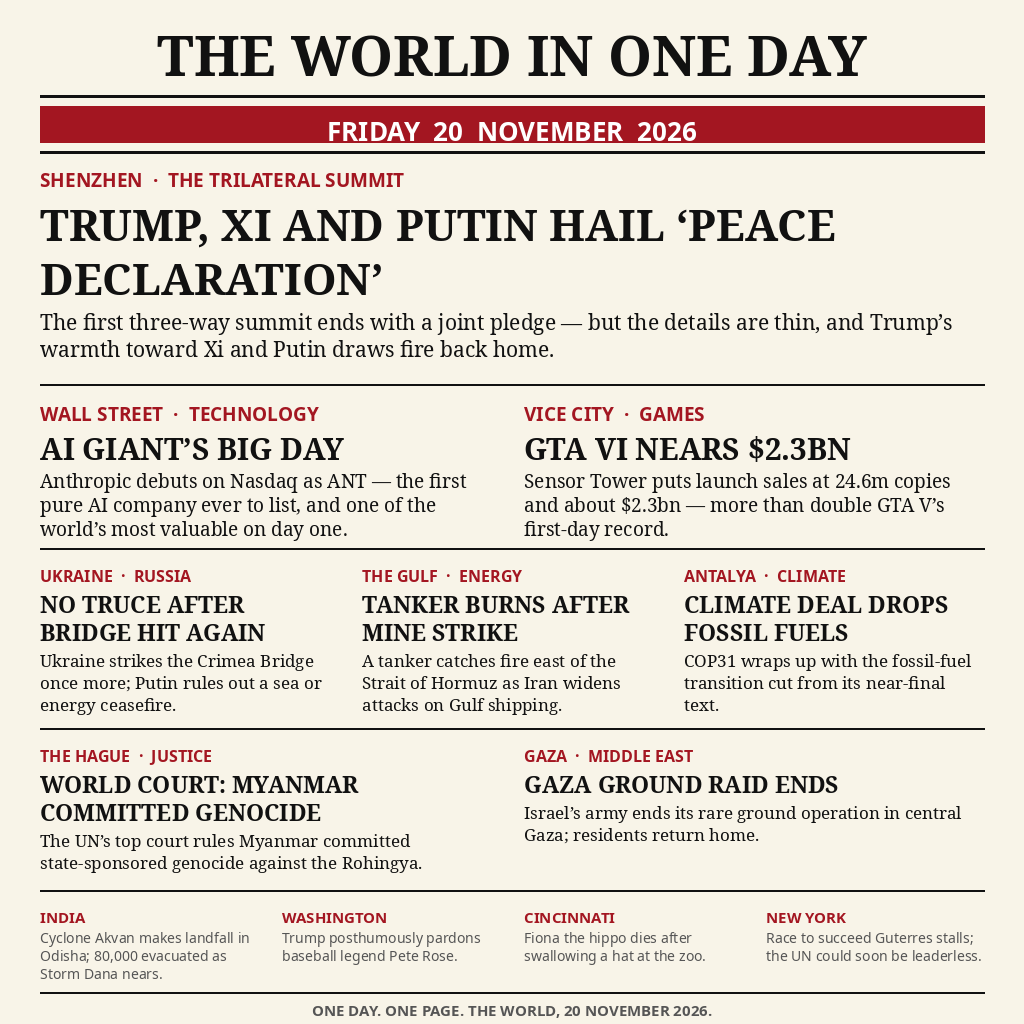 THE WORLD IN ONE DAY
FRIDAY 20 NOVEMBER 2026
SHENZHEN · THE TRILATERAL SUMMIT
TRUMP, XI AND PUTIN HAIL ‘PEACE
DECLARATION’
The first three-way summit ends with a joint pledge — but the details are thin, and Trump’s
warmth toward Xi and Putin draws fire back home.
WALL STREET · TECHNOLOGY
AI GIANT’S BIG DAY
Anthropic debuts on Nasdaq as ANT — the first
pure AI company ever to list, and one of the
world’s most valuable on day one.
VICE CITY · GAMES
GTA VI NEARS $2.3BN
Sensor Tower puts launch sales at 24.6m copies
and about $2.3bn — more than double GTA V’s
first-day record.
UKRAINE · RUSSIA
NO TRUCE AFTER
BRIDGE HIT AGAIN
Ukraine strikes the Crimea Bridge
once more; Putin rules out a sea or
energy ceasefire.
THE GULF · ENERGY
TANKER BURNS AFTER
MINE STRIKE
A tanker catches fire east of the
Strait of Hormuz as Iran widens
attacks on Gulf shipping.
ANTALYA · CLIMATE
CLIMATE DEAL DROPS
FOSSIL FUELS
COP31 wraps up with the fossil-fuel
transition cut from its near-final
text.
THE HAGUE · JUSTICE
WORLD COURT: MYANMAR
COMMITTED GENOCIDE
The UN’s top court rules Myanmar committed
state-sponsored genocide against the Rohingya.
GAZA · MIDDLE EAST
GAZA GROUND RAID ENDS
Israel’s army ends its rare ground operation in central
Gaza; residents return home.
INDIA
Cyclone Akvan makes landfall in
Odisha; 80,000 evacuated as
Storm Dana nears.
WASHINGTON
Trump posthumously pardons
baseball legend Pete Rose.
CINCINNATI
Fiona the hippo dies after
swallowing a hat at the zoo.
NEW YORK
Race to succeed Guterres stalls;
the UN could soon be leaderless.
ONE DAY. ONE PAGE. THE WORLD, 20 NOVEMBER 2026.